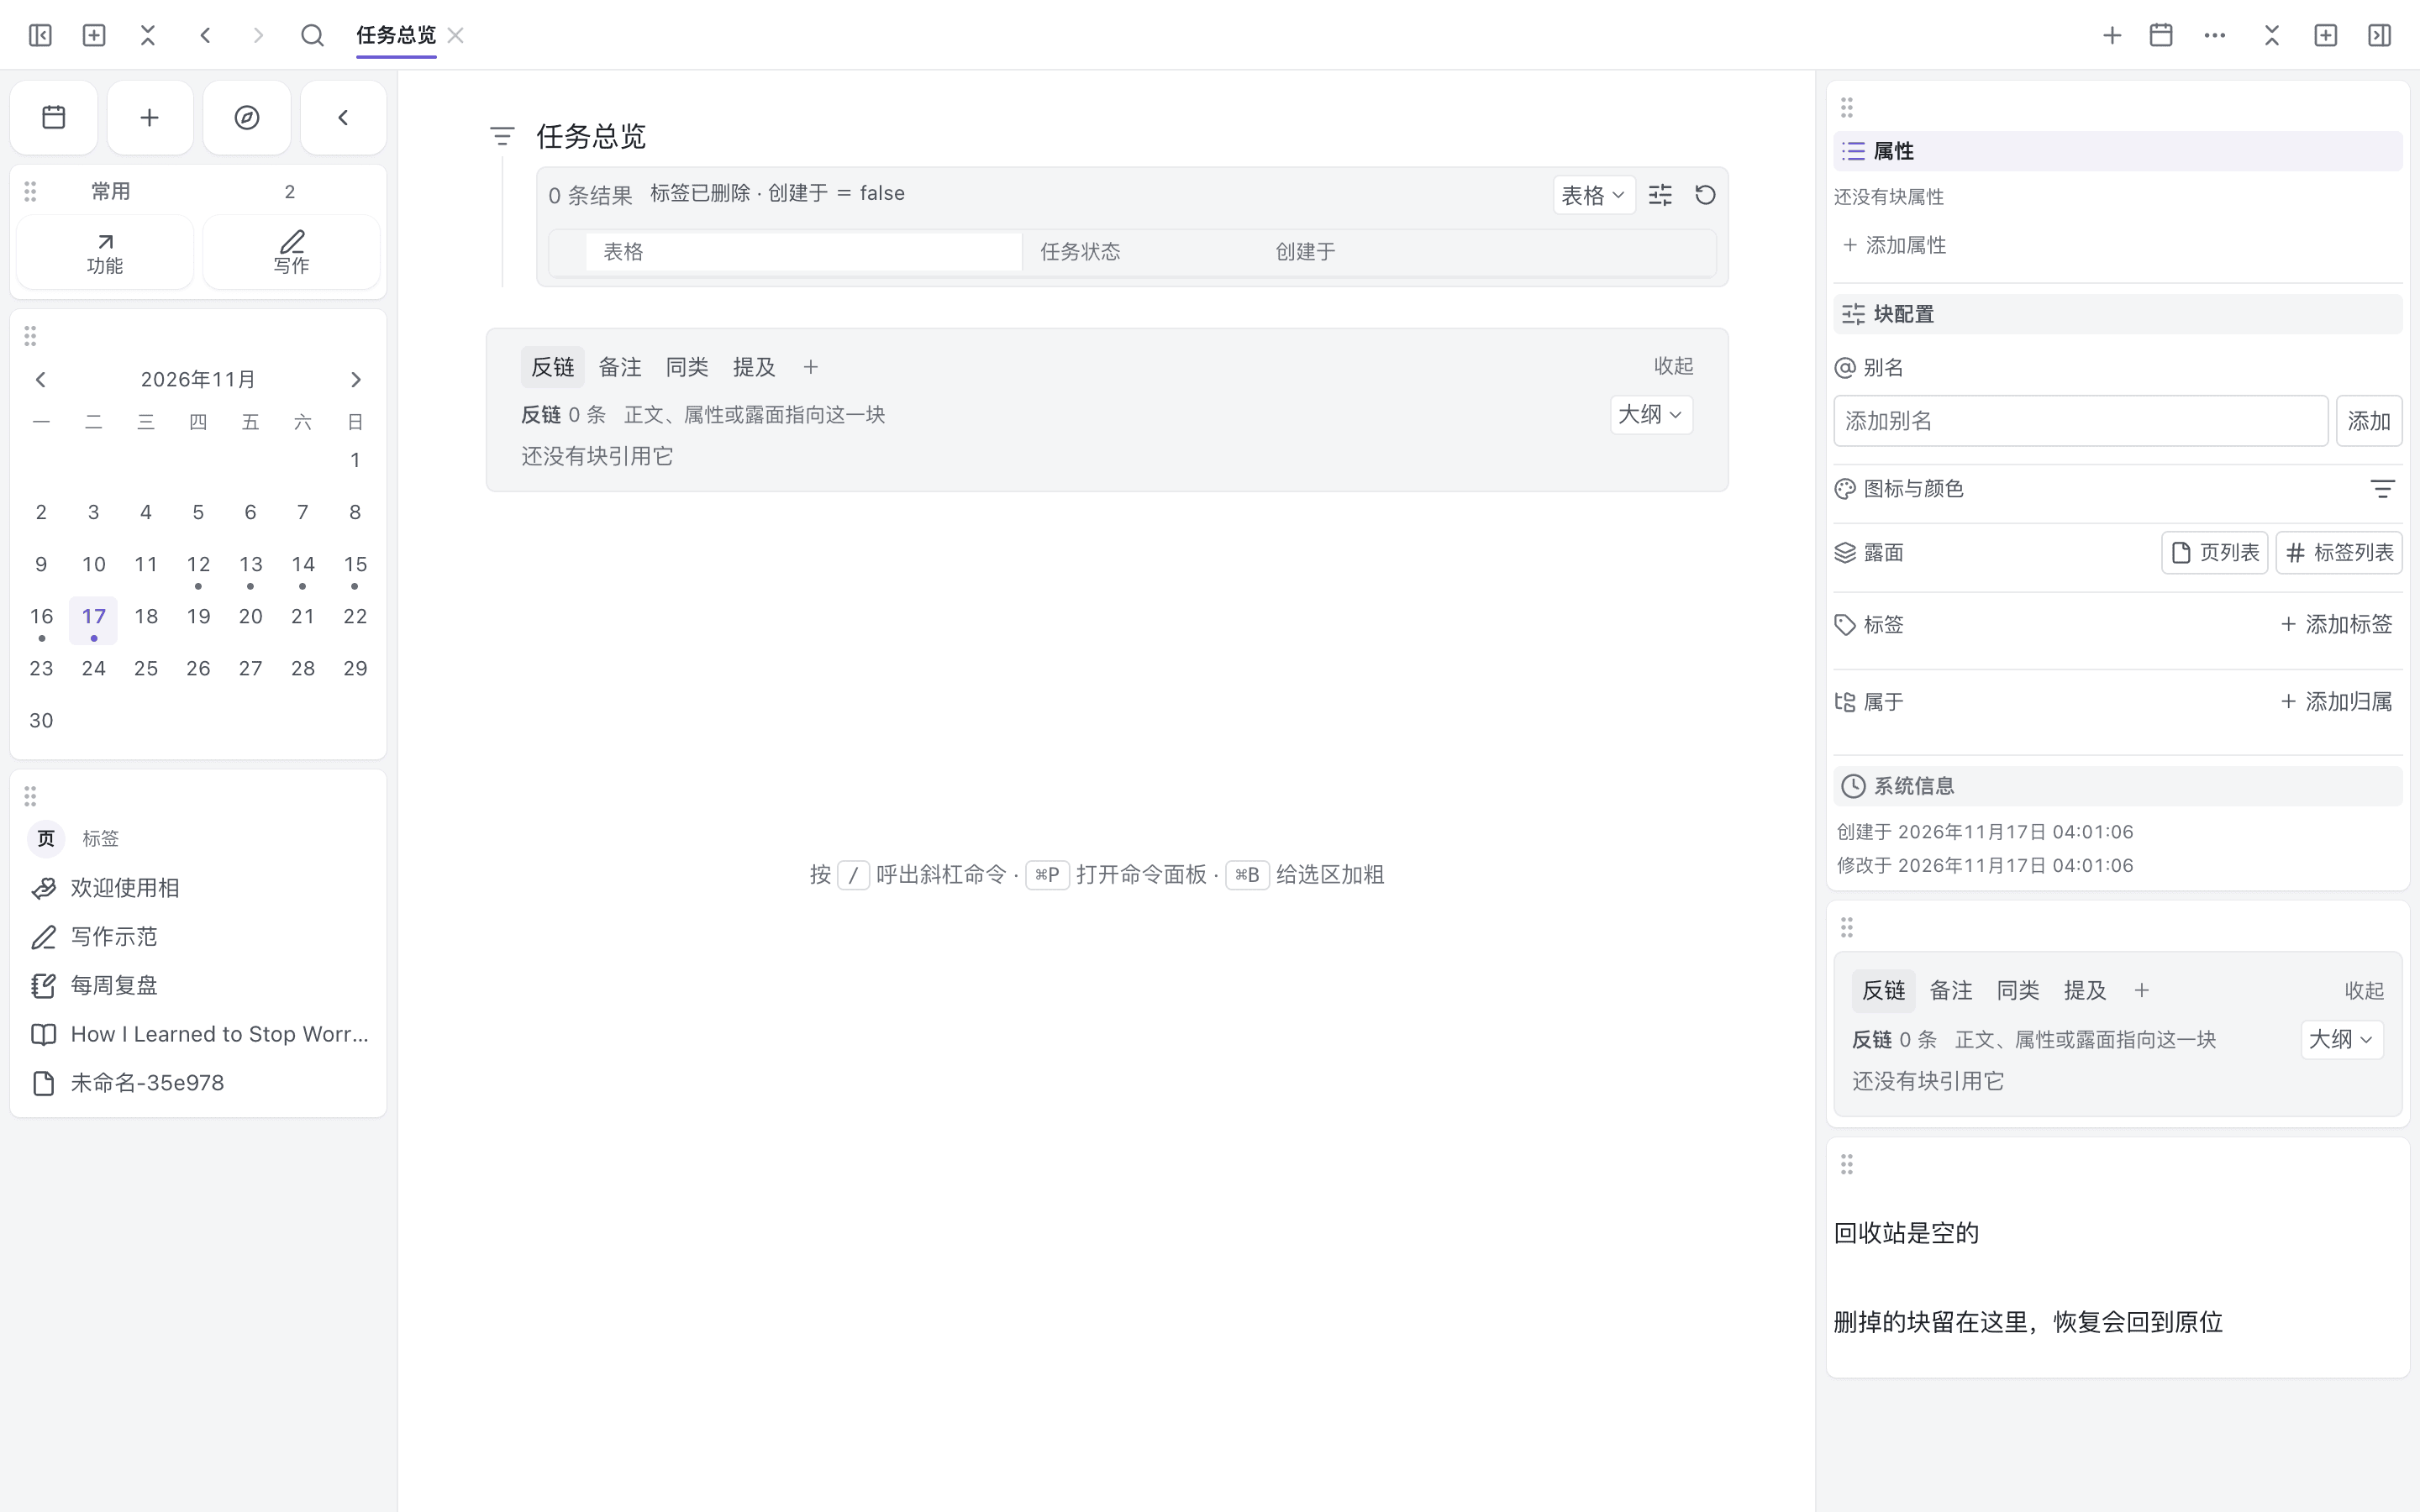 任务总览
常用 2
功能
写作
2026年11月
一 二 三 四 五 六 日
1
2 3 4 5 6 7 8
9 10 11 12 13 14 15
16 17 18 19 20 21 22
23 24 25 26 27 28 29
30
页 标签
欢迎使用相
写作示范
每周复盘
How I Learned to Stop Worr...
未命名-35e978
任务总览
0 条结果 标签已删除 · 创建于 = false 表格
表格 任务状态 创建于
反链 备注 同类 提及 + 收起
反链 0 条 正文、属性或露面指向这一块 大纲
还没有块引用它
按 / 呼出斜杠命令 · ⌘P 打开命令面板 · ⌘B 给选区加粗
属性
还没有块属性
+ 添加属性
块配置
别名
添加别名 添加
图标与颜色
露面 页列表 # 标签列表
标签 + 添加标签
属于 + 添加归属
系统信息
创建于 2026年11月17日 04:01:06
修改于 2026年11月17日 04:01:06
反链 备注 同类 提及 + 收起
反链 0 条 正文、属性或露面指向这一块 大纲
还没有块引用它
回收站是空的
删掉的块留在这里，恢复会回到原位